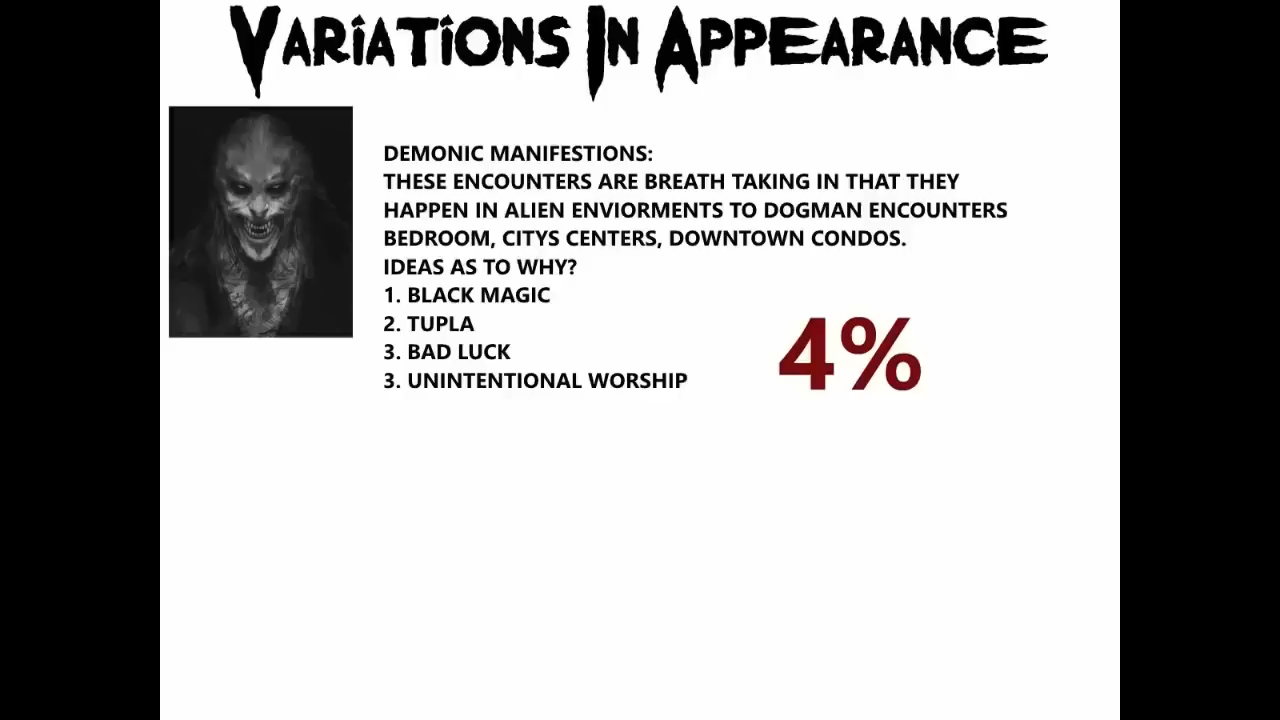 VARIATIONS IN APPEARANCE
DEMONIC MANIFESTIONS:
THESE ENCOUNTERS ARE BREATH TAKING IN THAT THEY
HAPPEN IN ALIEN ENVIORMENTS TO DOGMAN ENCOUNTERS
BEDROOM, CITYS CENTERS, DOWNTOWN CONDOS.
IDEAS AS TO WHY?
1. BLACK MAGIC
2. TUPLA
3. BAD LUCK
3. UNINTENTIONAL WORSHIP
4%